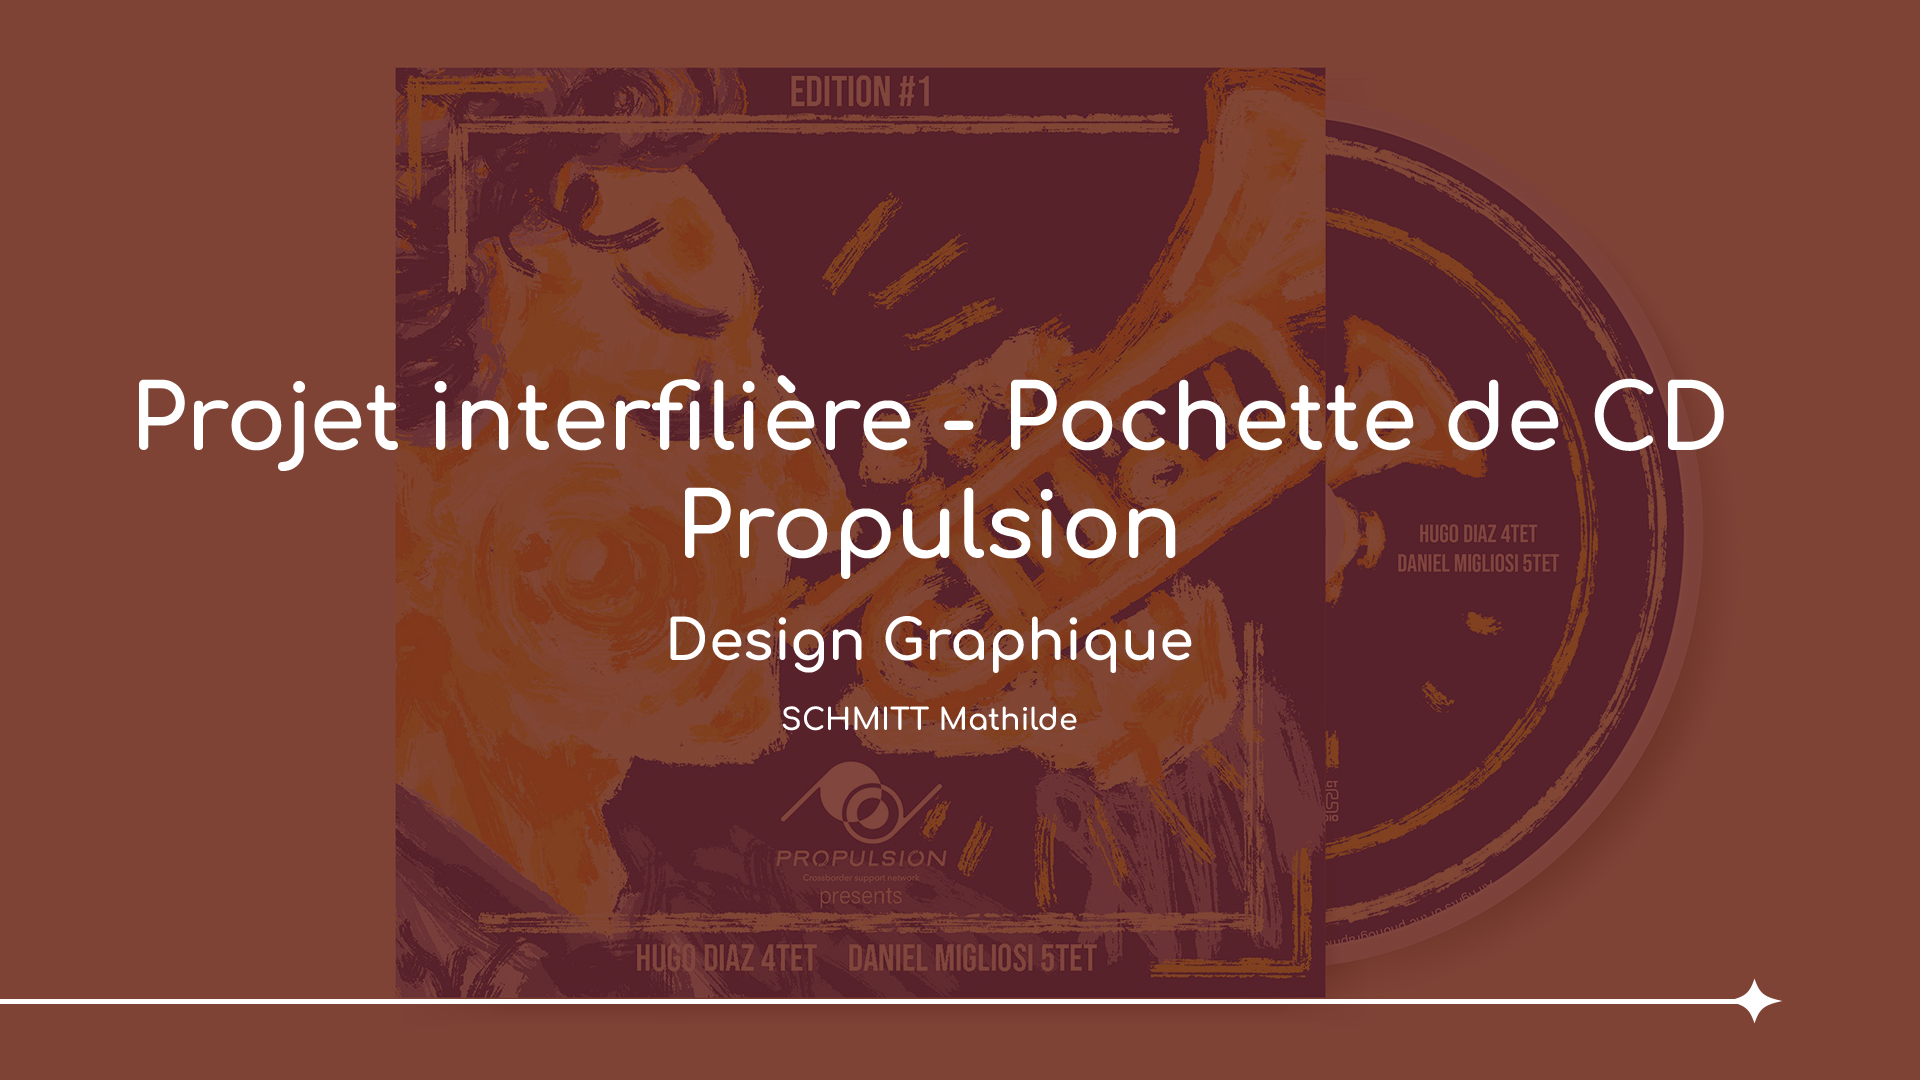 EDITION #1
Projet interfilière - Pochette de CD
Propulsion
HUGO DIAZ 4TET
DANIEL MIGLIOSI 5TET
Design Graphique
SCHMITT Mathilde
PROPULSION
Crossborder support network
presents
HUGO DIAZ 4TET DANIEL MIGLIOSI 5TET